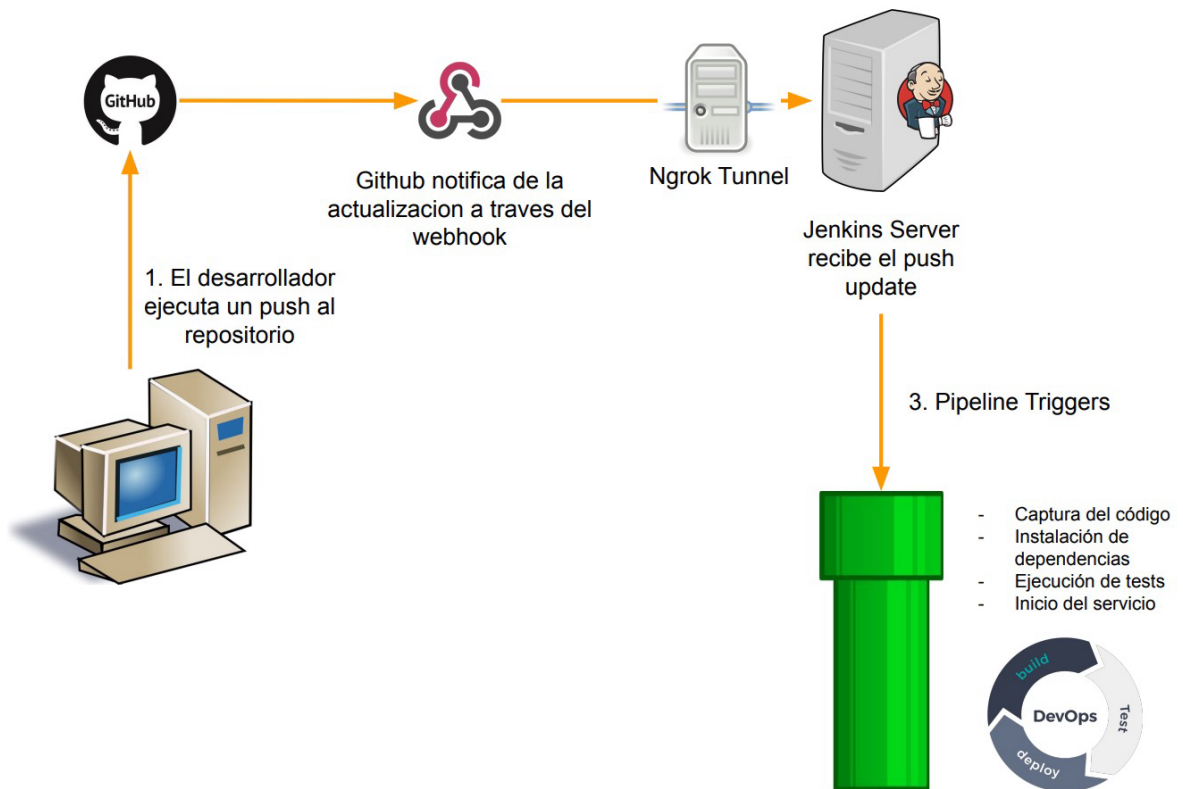 GitHub
Github notifica de la
actualizacion a traves del
webhook
Ngrok Tunnel
Jenkins Server
recibe el push
update
1. El desarrollador
ejecuta un push al
repositorio
3. Pipeline Triggers
- Captura del código
- Instalación de
dependencias
- Ejecución de tests
- Inicio del servicio
build
Test
DevOps
deploy